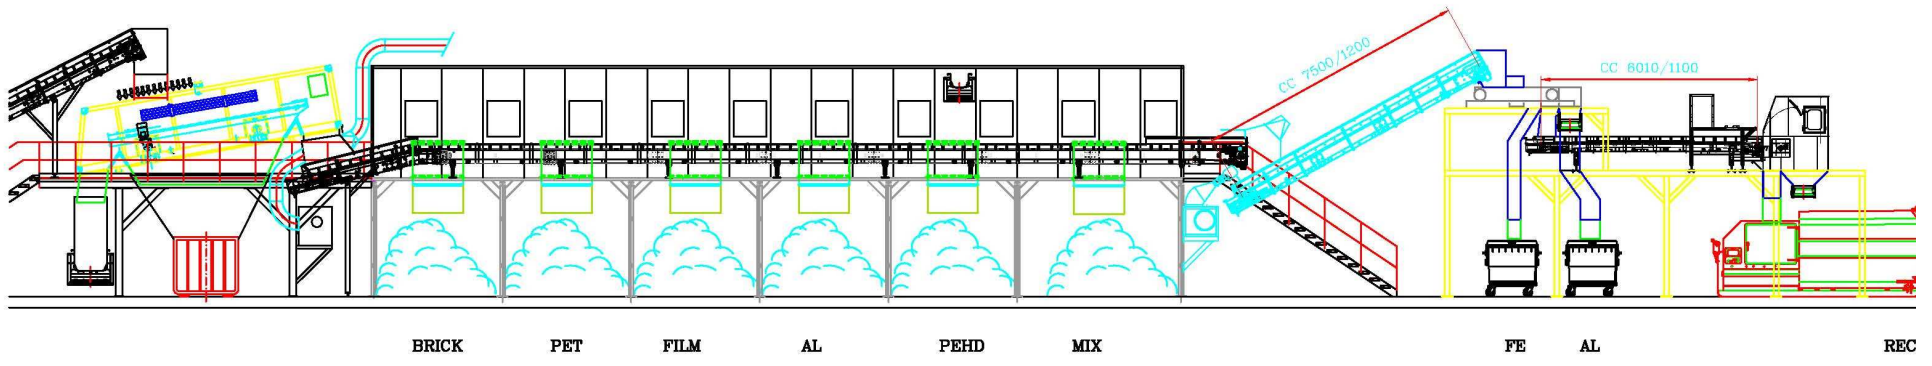 CC 7500/1200
CC 6010/1100
BRICK PET FILM AL PEHD MIX FE AL REC